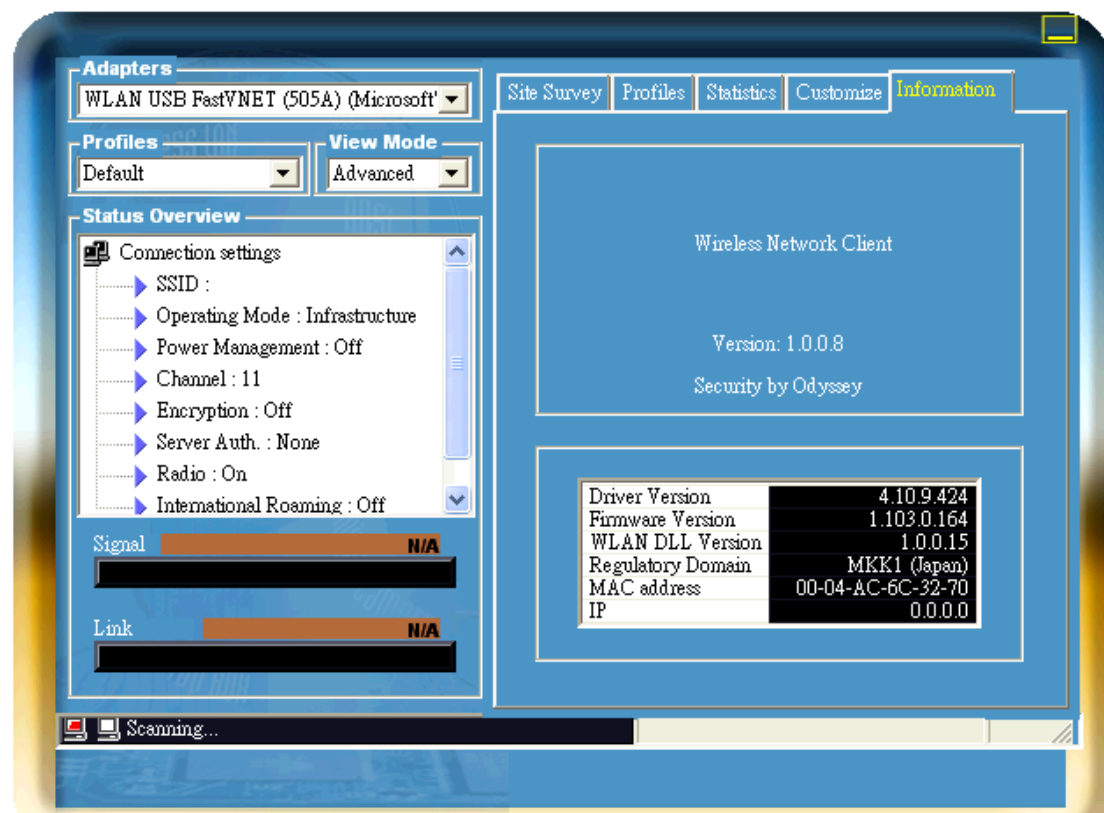 Adapters
WLAN USB FastVNET (505A) (Microsoft'
Profiles
Default
View Mode
Advanced
Status Overview
Connection settings
SSID :
Operating Mode : Infrastructure
Power Management : Off
Channel : 11
Encryption : Off
Server Auth. : None
Radio : On
International Roaming : Off
Signal N/A
Link N/A
Site Survey Profiles Statistics Customize Information
Wireless Network Client
Version: 1.0.0.8
Security by Odyssey
Driver Version 4.10.9.424
Firmware Version 1.103.0.164
WLAN DLL Version 1.0.0.15
Regulatory Domain MKK1 (Japan)
MAC address 00-04-AC-6C-32-70
IP 0.0.0.0
Scanning...